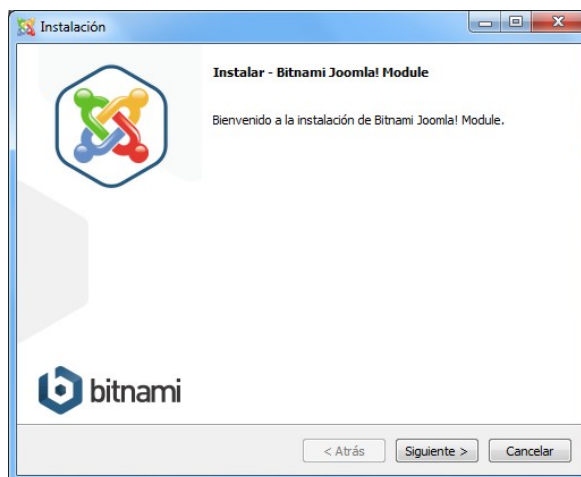 Instalación
Instalar - Bitnami Joomla! Module
Bienvenido a la instalación de Bitnami Joomla! Module.
bitnami
< Atrás
Siguiente >
Cancelar